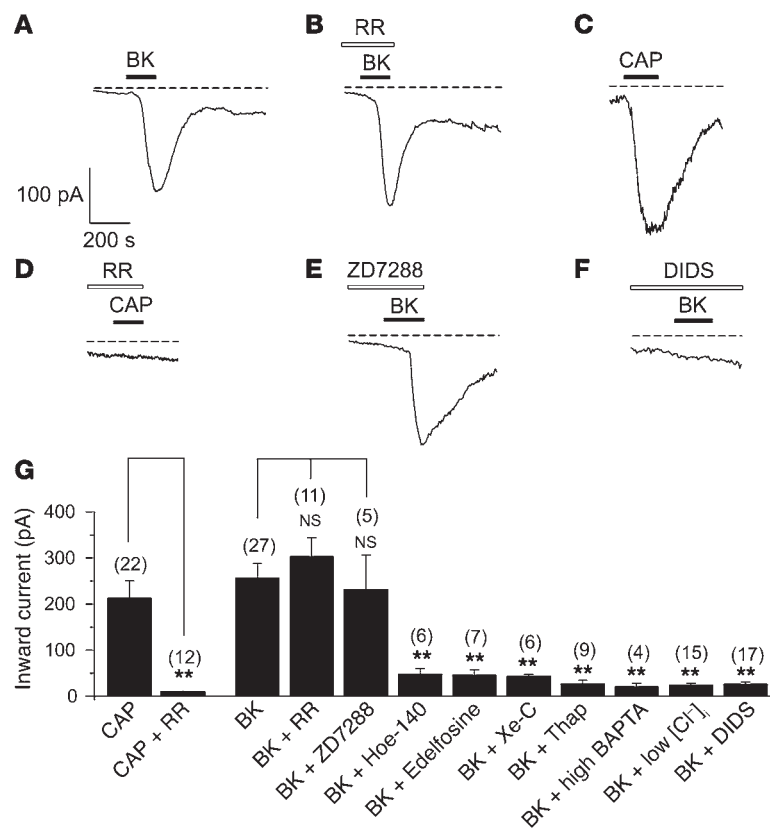 A
BK
B
RR
BK
C
CAP
100 pA
200 s
D
RR
CAP
E
ZD7288
BK
F
DIDS
BK
G
Inward current (pA)
400
300
200
100
0
(22)
(12)
**
(27)
(11)
NS
(5)
NS
(6)
**
(7)
**
(6)
**
(9)
**
(4)
**
(15)
**
(17)
**
CAP
CAP + RR
BK
BK + RR
BK + ZD7288
BK + Hoe-140
BK + Edelfosine
BK + Xe-C
BK + Thap
BK + high BAPTA
BK + low [Cl⁻]ᵢ
BK + DIDS